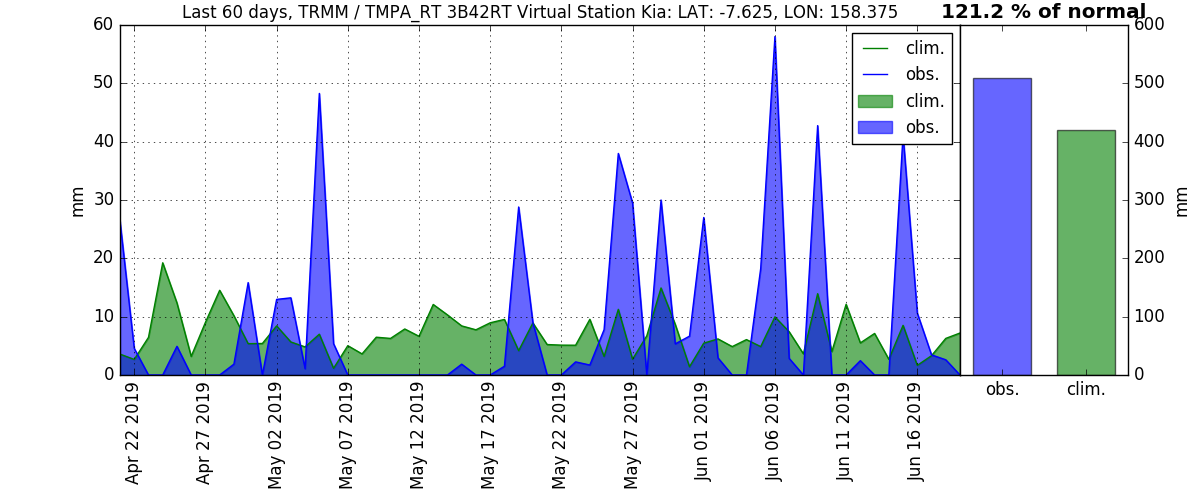 Last 60 days, TRMM / TMPA_RT 3B42RT Virtual Station Kia: LAT: -7.625, LON: 158.375
121.2 % of normal
60
50
40
30
20
10
0
mm
clim.
obs.
clim.
obs.
600
500
400
300
200
100
0
mm
obs.
clim.
Apr 22 2019
Apr 27 2019
May 02 2019
May 07 2019
May 12 2019
May 17 2019
May 22 2019
May 27 2019
Jun 01 2019
Jun 06 2019
Jun 11 2019
Jun 16 2019